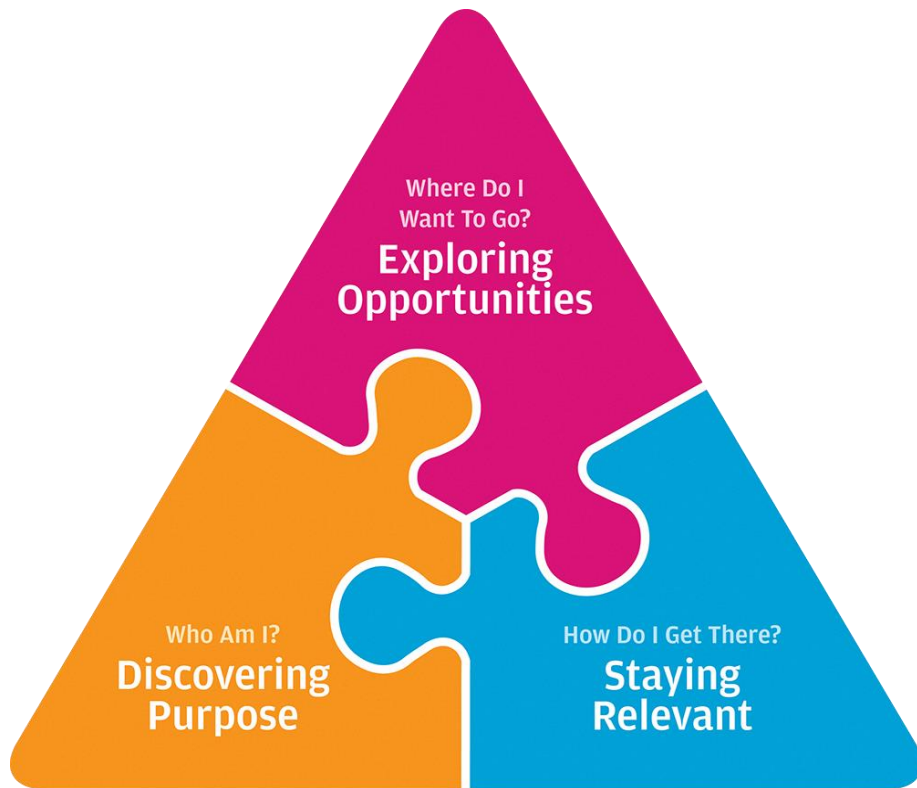 Where Do I
Want To Go?
Exploring
Opportunities
Who Am I?
Discovering
Purpose
How Do I Get There?
Staying
Relevant